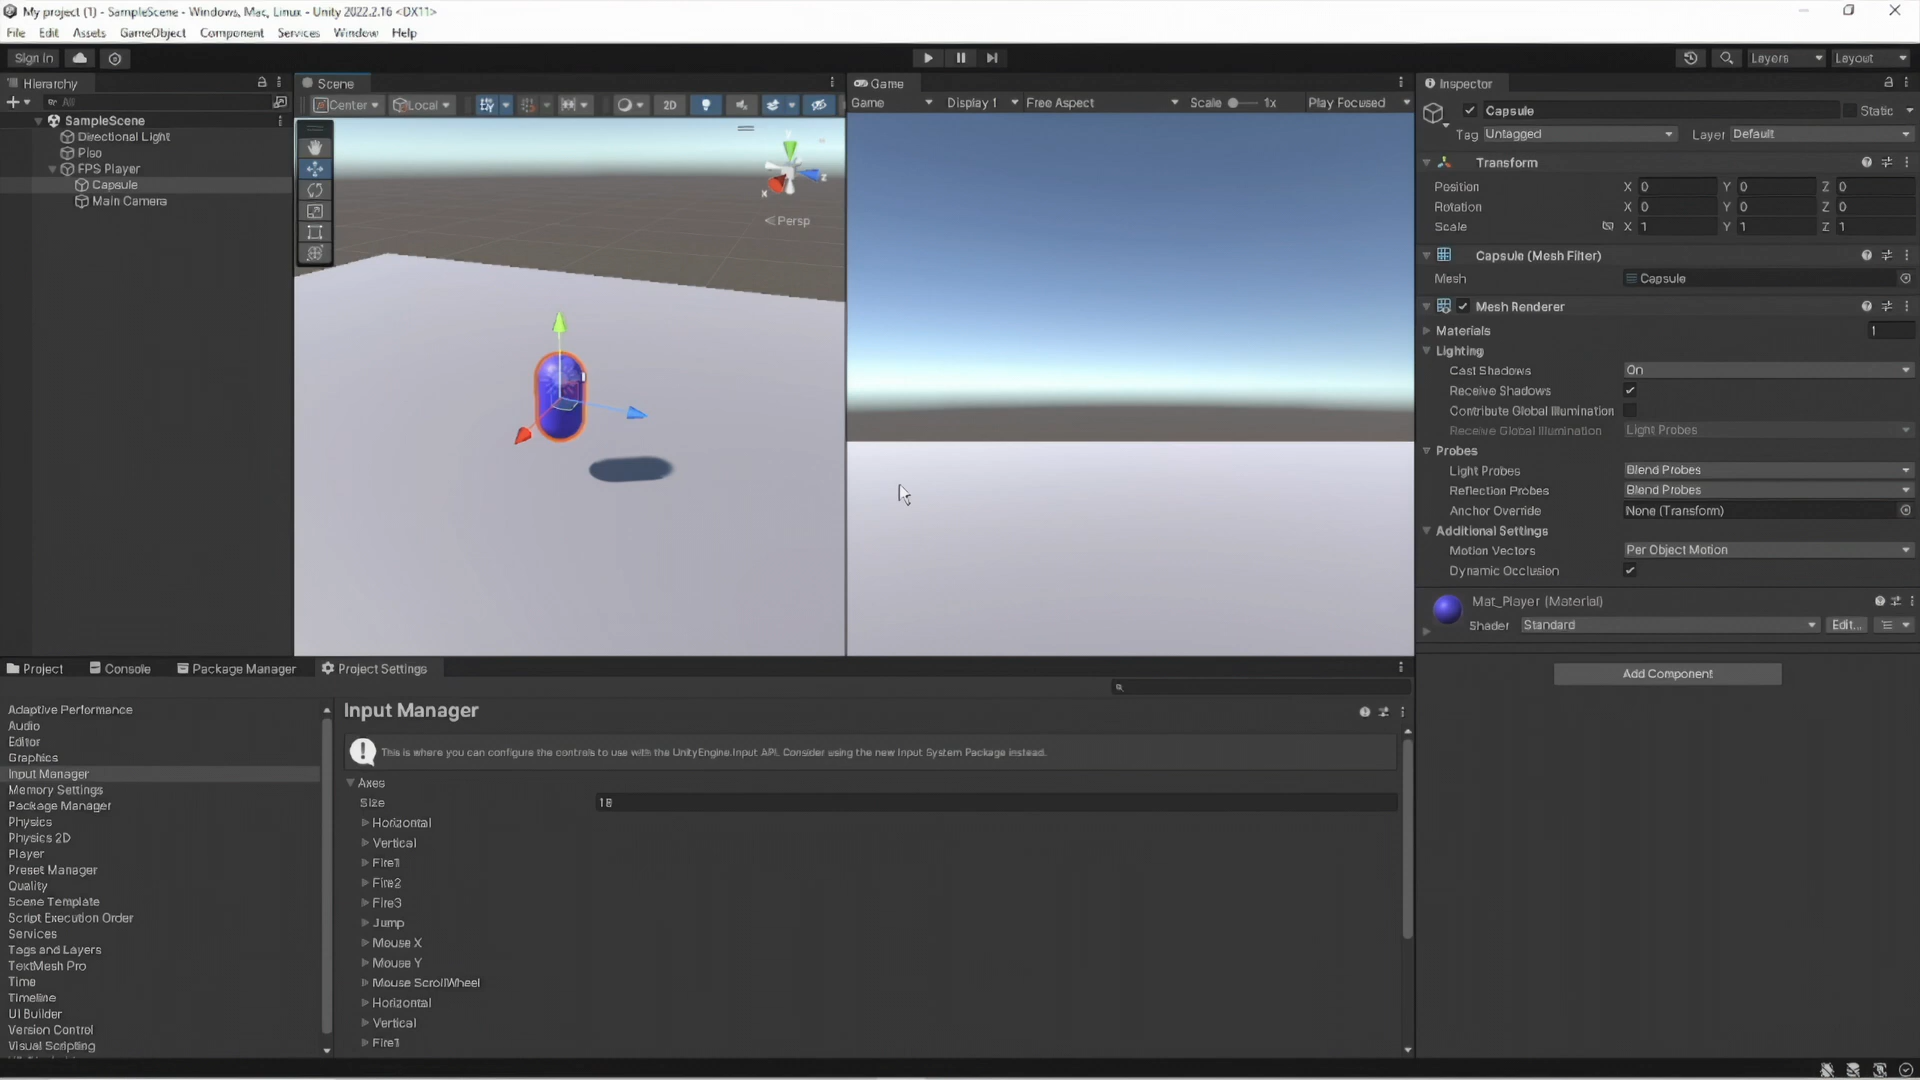 My project (1) - SampleScene - Windows, Mac, Linux - Unity 2022.2.16 <DX11>
File Edit Assets GameObject Component Services Window Help
Sign in
Layers Layout
Hierarchy
All
SampleScene
Directional Light
Piso
FPS Player
Capsule
Main Camera
Scene
Center Local 2D
y
x z
Persp
Game
Game Display 1 Free Aspect Scale 1x Play Focused
Inspector
Capsule Static
Tag Untagged Layer Default
Transform
Position X 0 Y 0 Z 0
Rotation X 0 Y 0 Z 0
Scale X 1 Y 1 Z 1
Capsule (Mesh Filter)
Mesh Capsule
Mesh Renderer
Materials 1
Lighting
Cast Shadows On
Receive Shadows
Contribute Global Illumination
Receive Global Illumination Light Probes
Probes
Light Probes Blend Probes
Reflection Probes Blend Probes
Anchor Override None (Transform)
Additional Settings
Motion Vectors Per Object Motion
Dynamic Occlusion
Mat_Player (Material)
Shader Standard Edit...
Add Component
Project Console Package Manager Project Settings
Adaptive Performance
Audio
Editor
Graphics
Input Manager
Memory Settings
Package Manager
Physics
Physics 2D
Player
Preset Manager
Quality
Scene Template
Script Execution Order
Services
Tags and Layers
TextMesh Pro
Time
Timeline
UI Builder
Version Control
Visual Scripting
Input Manager
This is where you can configure the controls to use with the UnityEngine.Input API. Consider using the new Input System Package instead.
Axes
Size 18
Horizontal
Vertical
Fire1
Fire2
Fire3
Jump
Mouse X
Mouse Y
Mouse ScrollWheel
Horizontal
Vertical
Fire1